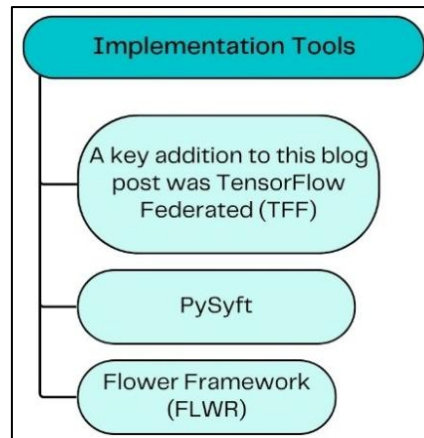 Implementation Tools
A key addition to this blog
post was TensorFlow
Federated (TFF)
PySyft
Flower Framework
(FLWR)